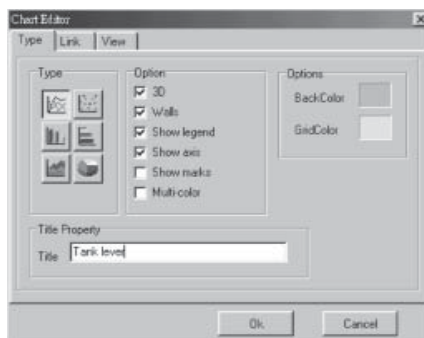 Chart Editor
Type Link View
Type
Option
Options
3D
Walls
Show legend
Show axis
Show marks
Multi-color
BackColor
GridColor
Title Property
Title Tank lever
Ok Cancel